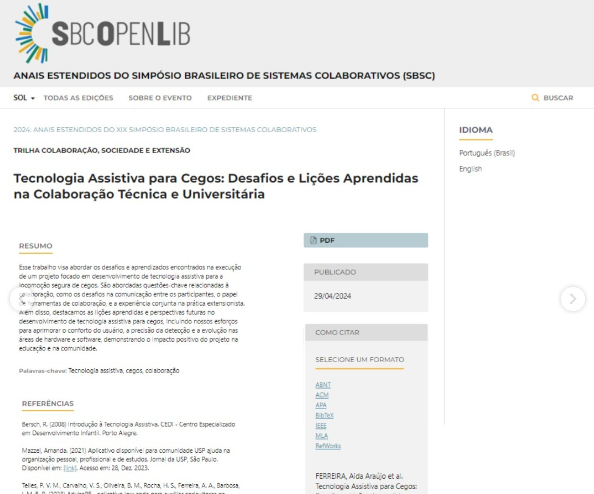 SBCOPENLIB
ANAIS ESTENDIDOS DO SIMPÓSIO BRASILEIRO DE SISTEMAS COLABORATIVOS (SBSC)
SOL TODAS AS EDIÇÕES SOBRE O EVENTO EXPEDIENTE BUSCAR
2024: ANAIS ESTENDIDOS DO XIX SIMPÓSIO BRASILEIRO DE SISTEMAS COLABORATIVOS
TRILHA COLABORAÇÃO, SOCIEDADE E EXTENSÃO
Tecnologia Assistiva para Cegos: Desafios e Lições Aprendidas
na Colaboração Técnica e Universitária
RESUMO
Esse trabalho visa abordar os desafios e aprendizados encontrados na execução
de um projeto focado em desenvolvimento de tecnologia assistiva para a
locomoção segura de cegos. São abordadas questões-chave relacionadas à
colaboração, como os desafios na comunicação entre os participantes, o papel
de ferramentas de colaboração, e a experiência conjunta na prática extensionista.
Além disso, destacamos as lições aprendidas e perspectivas futuras no
desenvolvimento de tecnologia assistiva para cegos, incluindo nossos esforços
para aprimorar o conforto do usuário, a precisão da detecção e a evolução nas
áreas de hardware e software, demonstrando o impacto positivo do projeto na
educação e na comunidade.
Palavras-chave: Tecnologia assistiva, cegos, colaboração
REFERÊNCIAS
Bersch, R. (2008) Introdução à Tecnologia Assistiva. CEDI - Centro Especializado
em Desenvolvimento Infantil. Porto Alegre.
Mazzei, Amanda. (2021) Aplicativo disponível para comunidade USP ajuda na
organização pessoal, profissional e de estudos. Jornal da USP, São Paulo.
Disponível em: [link]. Acesso em: 28, Dez. 2023.
Telles, P. V. M., Carvalho, V. S., Oliveira, B. M., Rocha, H. S., Ferreira, A. A., Barbosa,
PDF
PUBLICADO
29/04/2024
COMO CITAR
SELECIONE UM FORMATO
ABNT
ACM
APA
BibTeX
IEEE
MLA
RefWorks
FERREIRA, Aida Araújo et al.
Tecnologia Assistiva para Cegos:
IDIOMA
Português (Brasil)
English